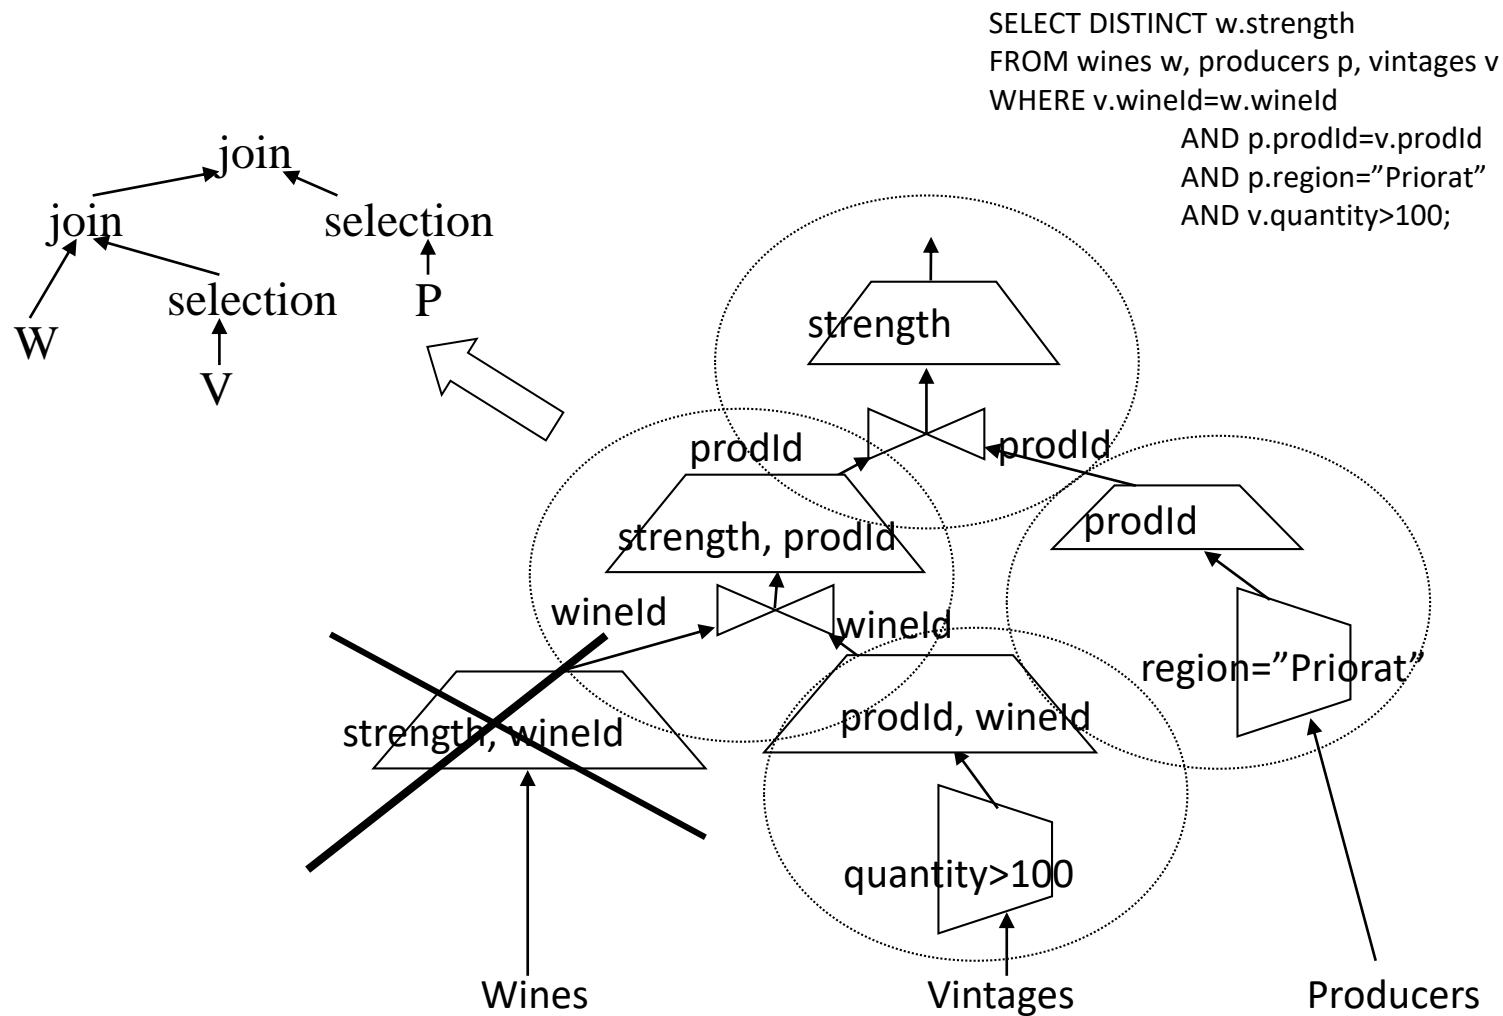 SELECT DISTINCT w.strength
FROM wines w, producers p, vintages v
WHERE v.wineId=w.wineId
AND p.prodId=v.prodId
AND p.region=”Priorat”
AND v.quantity>100;
join
join
selection
selection
P
W
V
strength
prodId
prodId
strength, prodId
prodId
wineId
wineId
region=”Priorat”
strength, wineId
prodId, wineId
quantity>100
Wines
Vintages
Producers